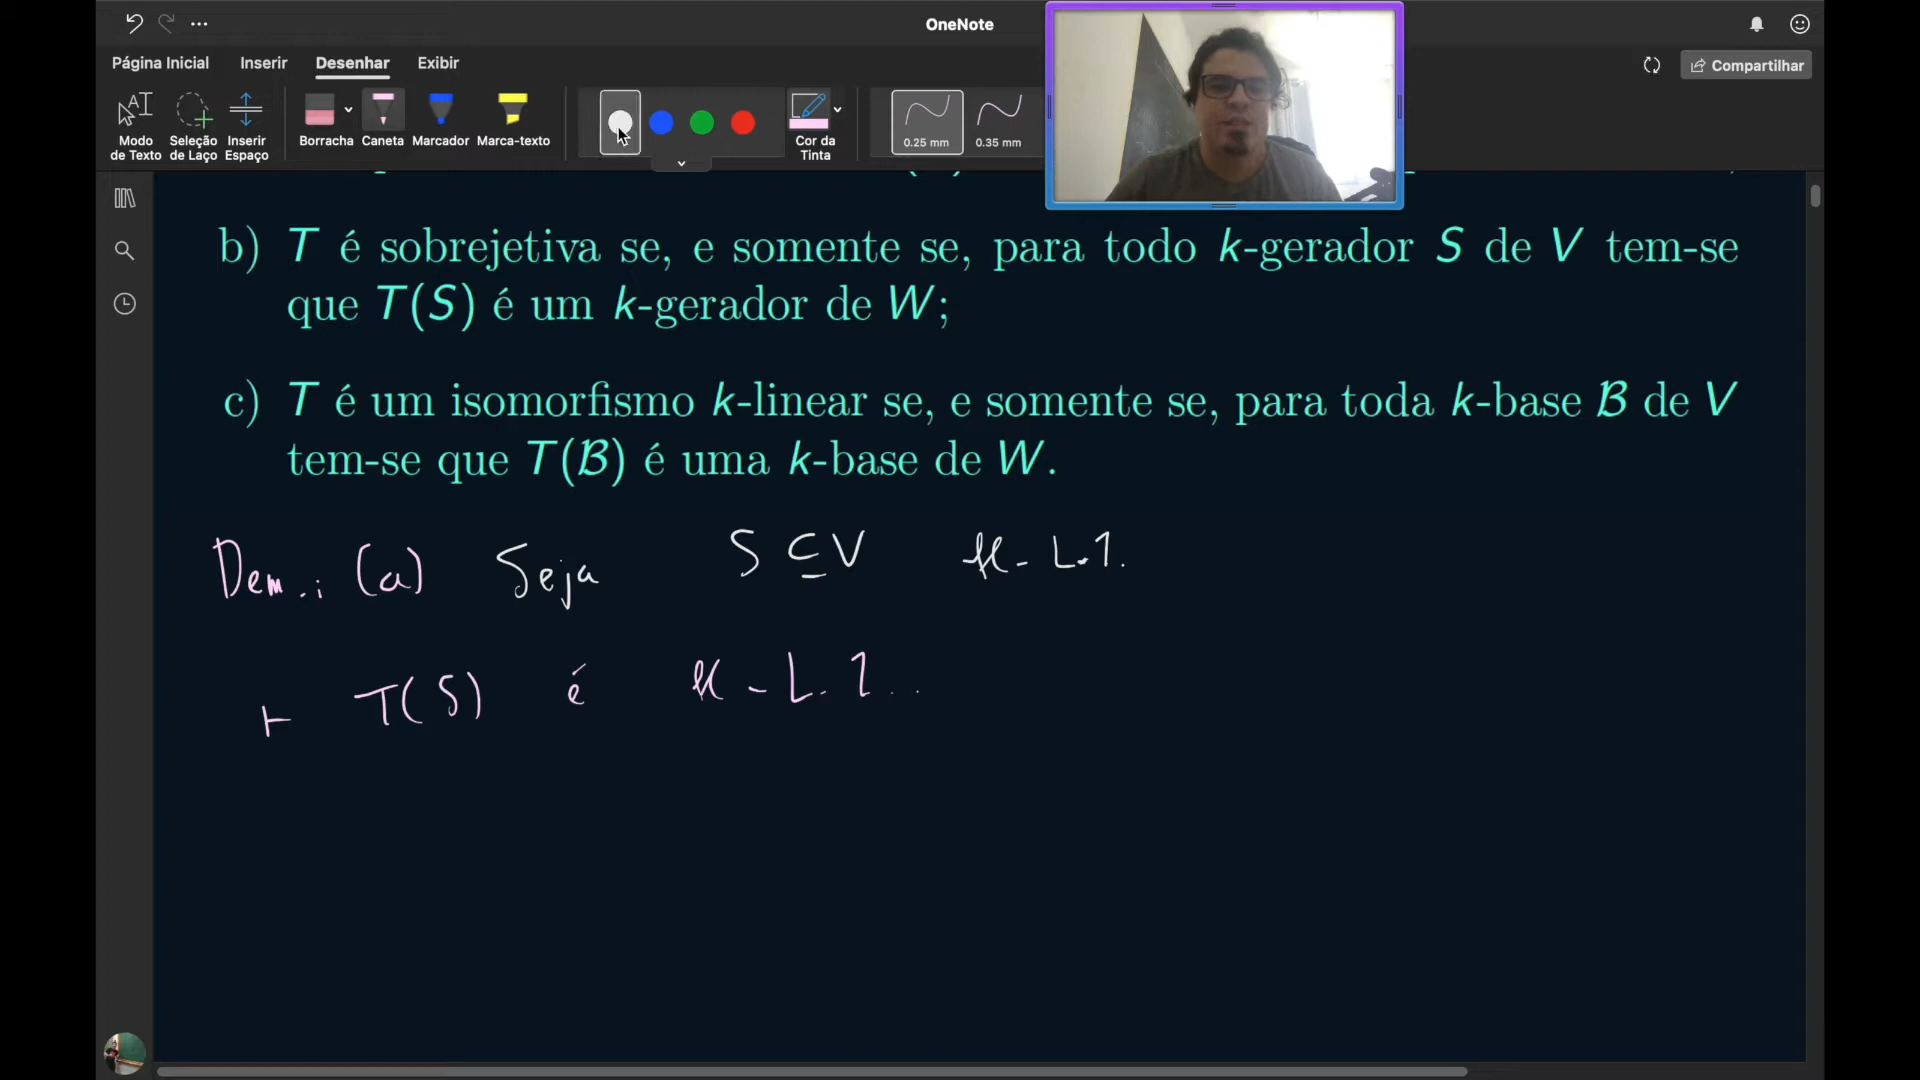 OneNote
Página Inicial Inserir Desenhar Exibir
Compartilhar
Modo de Texto
Seleção de Laço
Inserir Espaço
Borracha
Caneta
Marcador
Marca-texto
Cor da Tinta
0.25 mm
0.35 mm
b) T é sobrejetiva se, e somente se, para todo k-gerador S de V tem-se
que T(S) é um k-gerador de W;
c) T é um isomorfismo k-linear se, e somente se, para toda k-base B de V
tem-se que T(B) é uma k-base de W.
Dem.: (a) Seja S ⊆ V k-L.I.
⊢ T(S) é k-L.I..